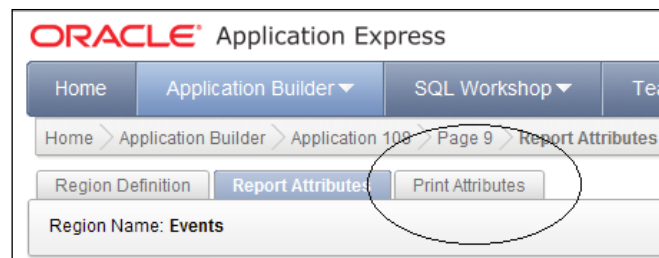 ORACLE Application Express
Home Application Builder SQL Workshop
Home Application Builder Application 109 Page 9 Report Attributes
Region Definition Report Attributes Print Attributes
Region Name: Events